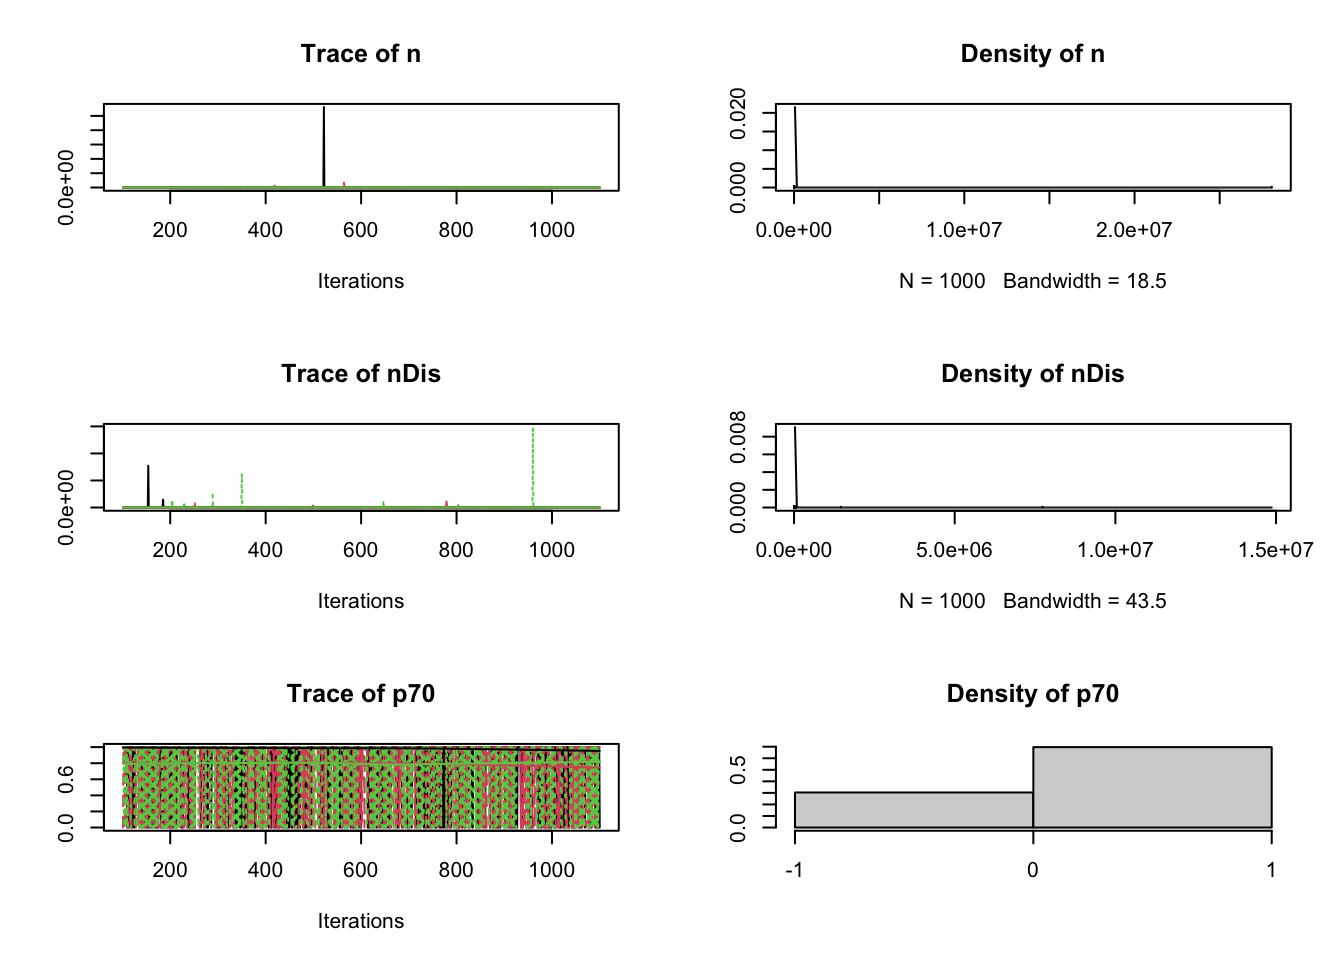 Trace of n
0.0e+00
200 400 600 800 1000
Iterations
Density of n
0.000 0.020
0.0e+00 1.0e+07 2.0e+07
N = 1000 Bandwidth = 18.5
Trace of nDis
0.0e+00
200 400 600 800 1000
Iterations
Density of nDis
0.000 0.008
0.0e+00 5.0e+06 1.0e+07 1.5e+07
N = 1000 Bandwidth = 43.5
Trace of p70
0.0 0.6
200 400 600 800 1000
Iterations
Density of p70
0.0 0.5
-1 0 1